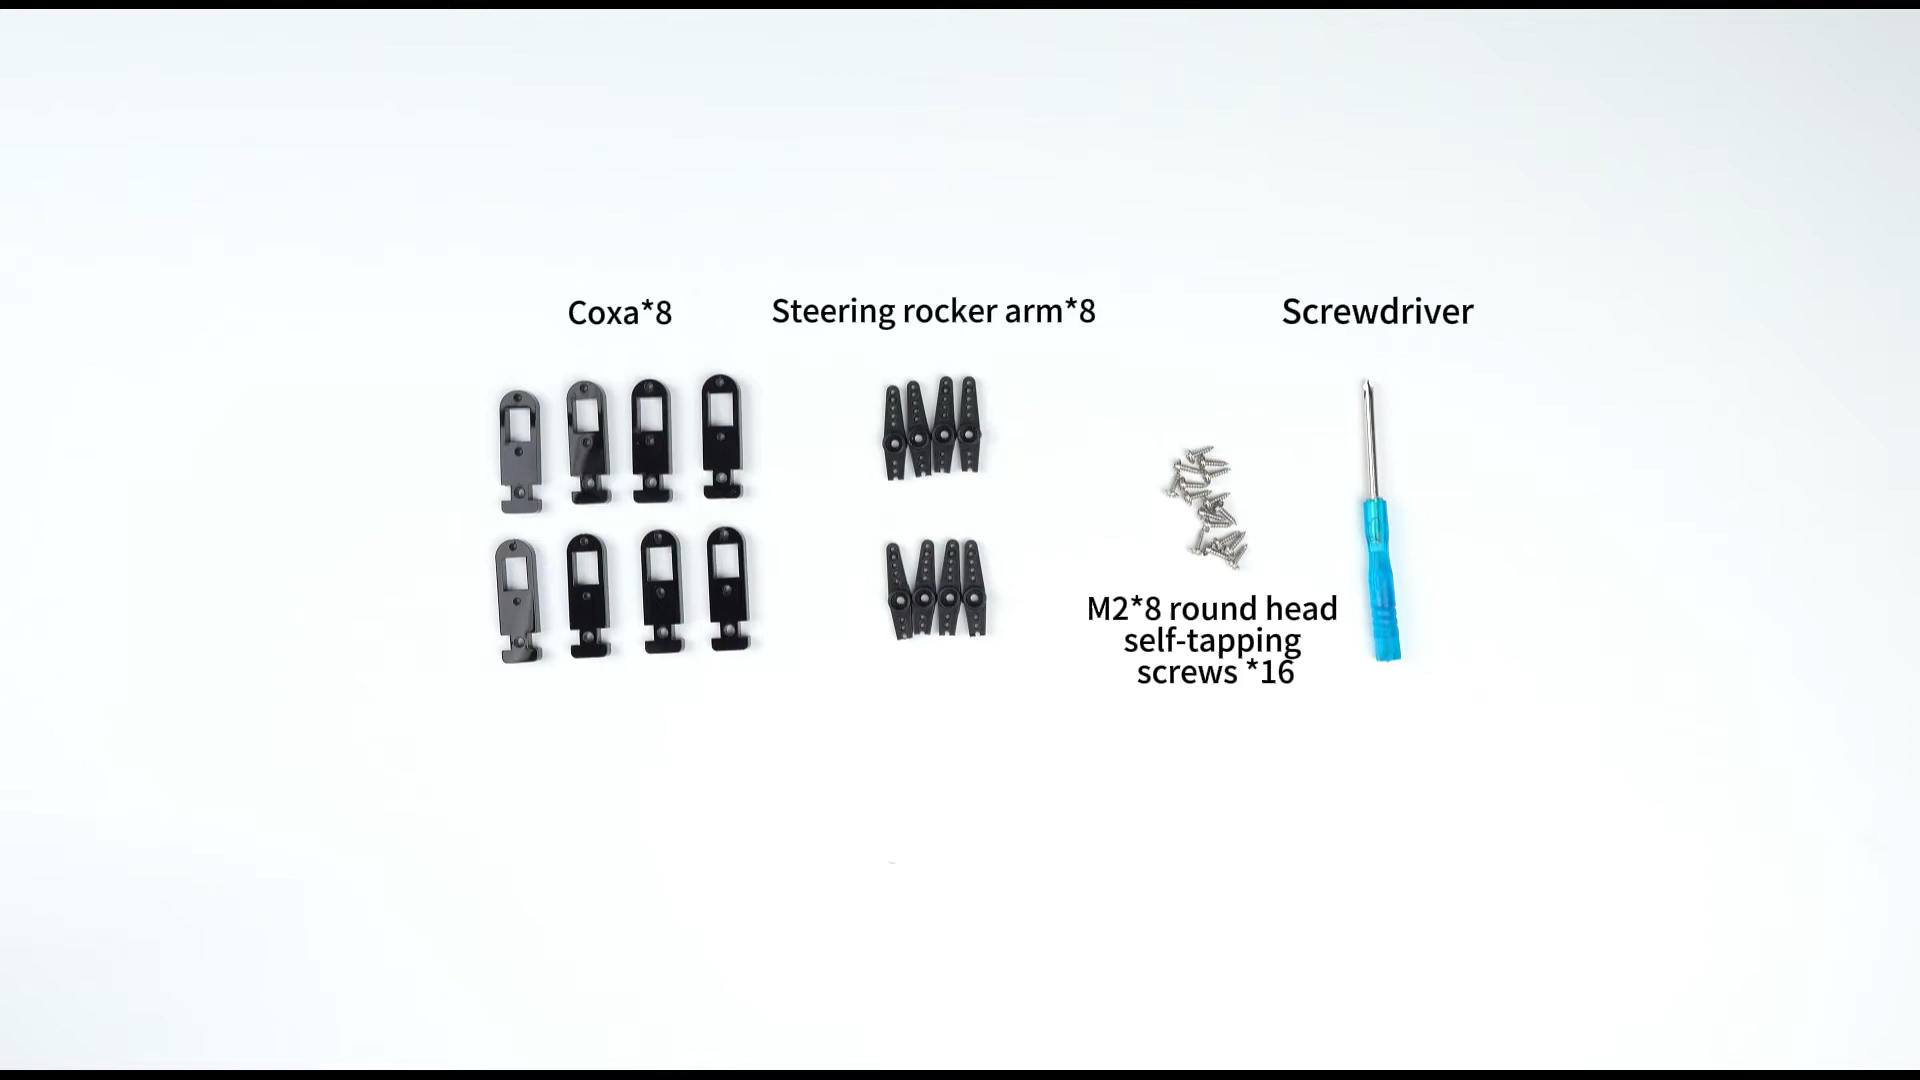 Coxa*8
Steering rocker arm*8
Screwdriver
M2*8 round head
self-tapping
screws *16